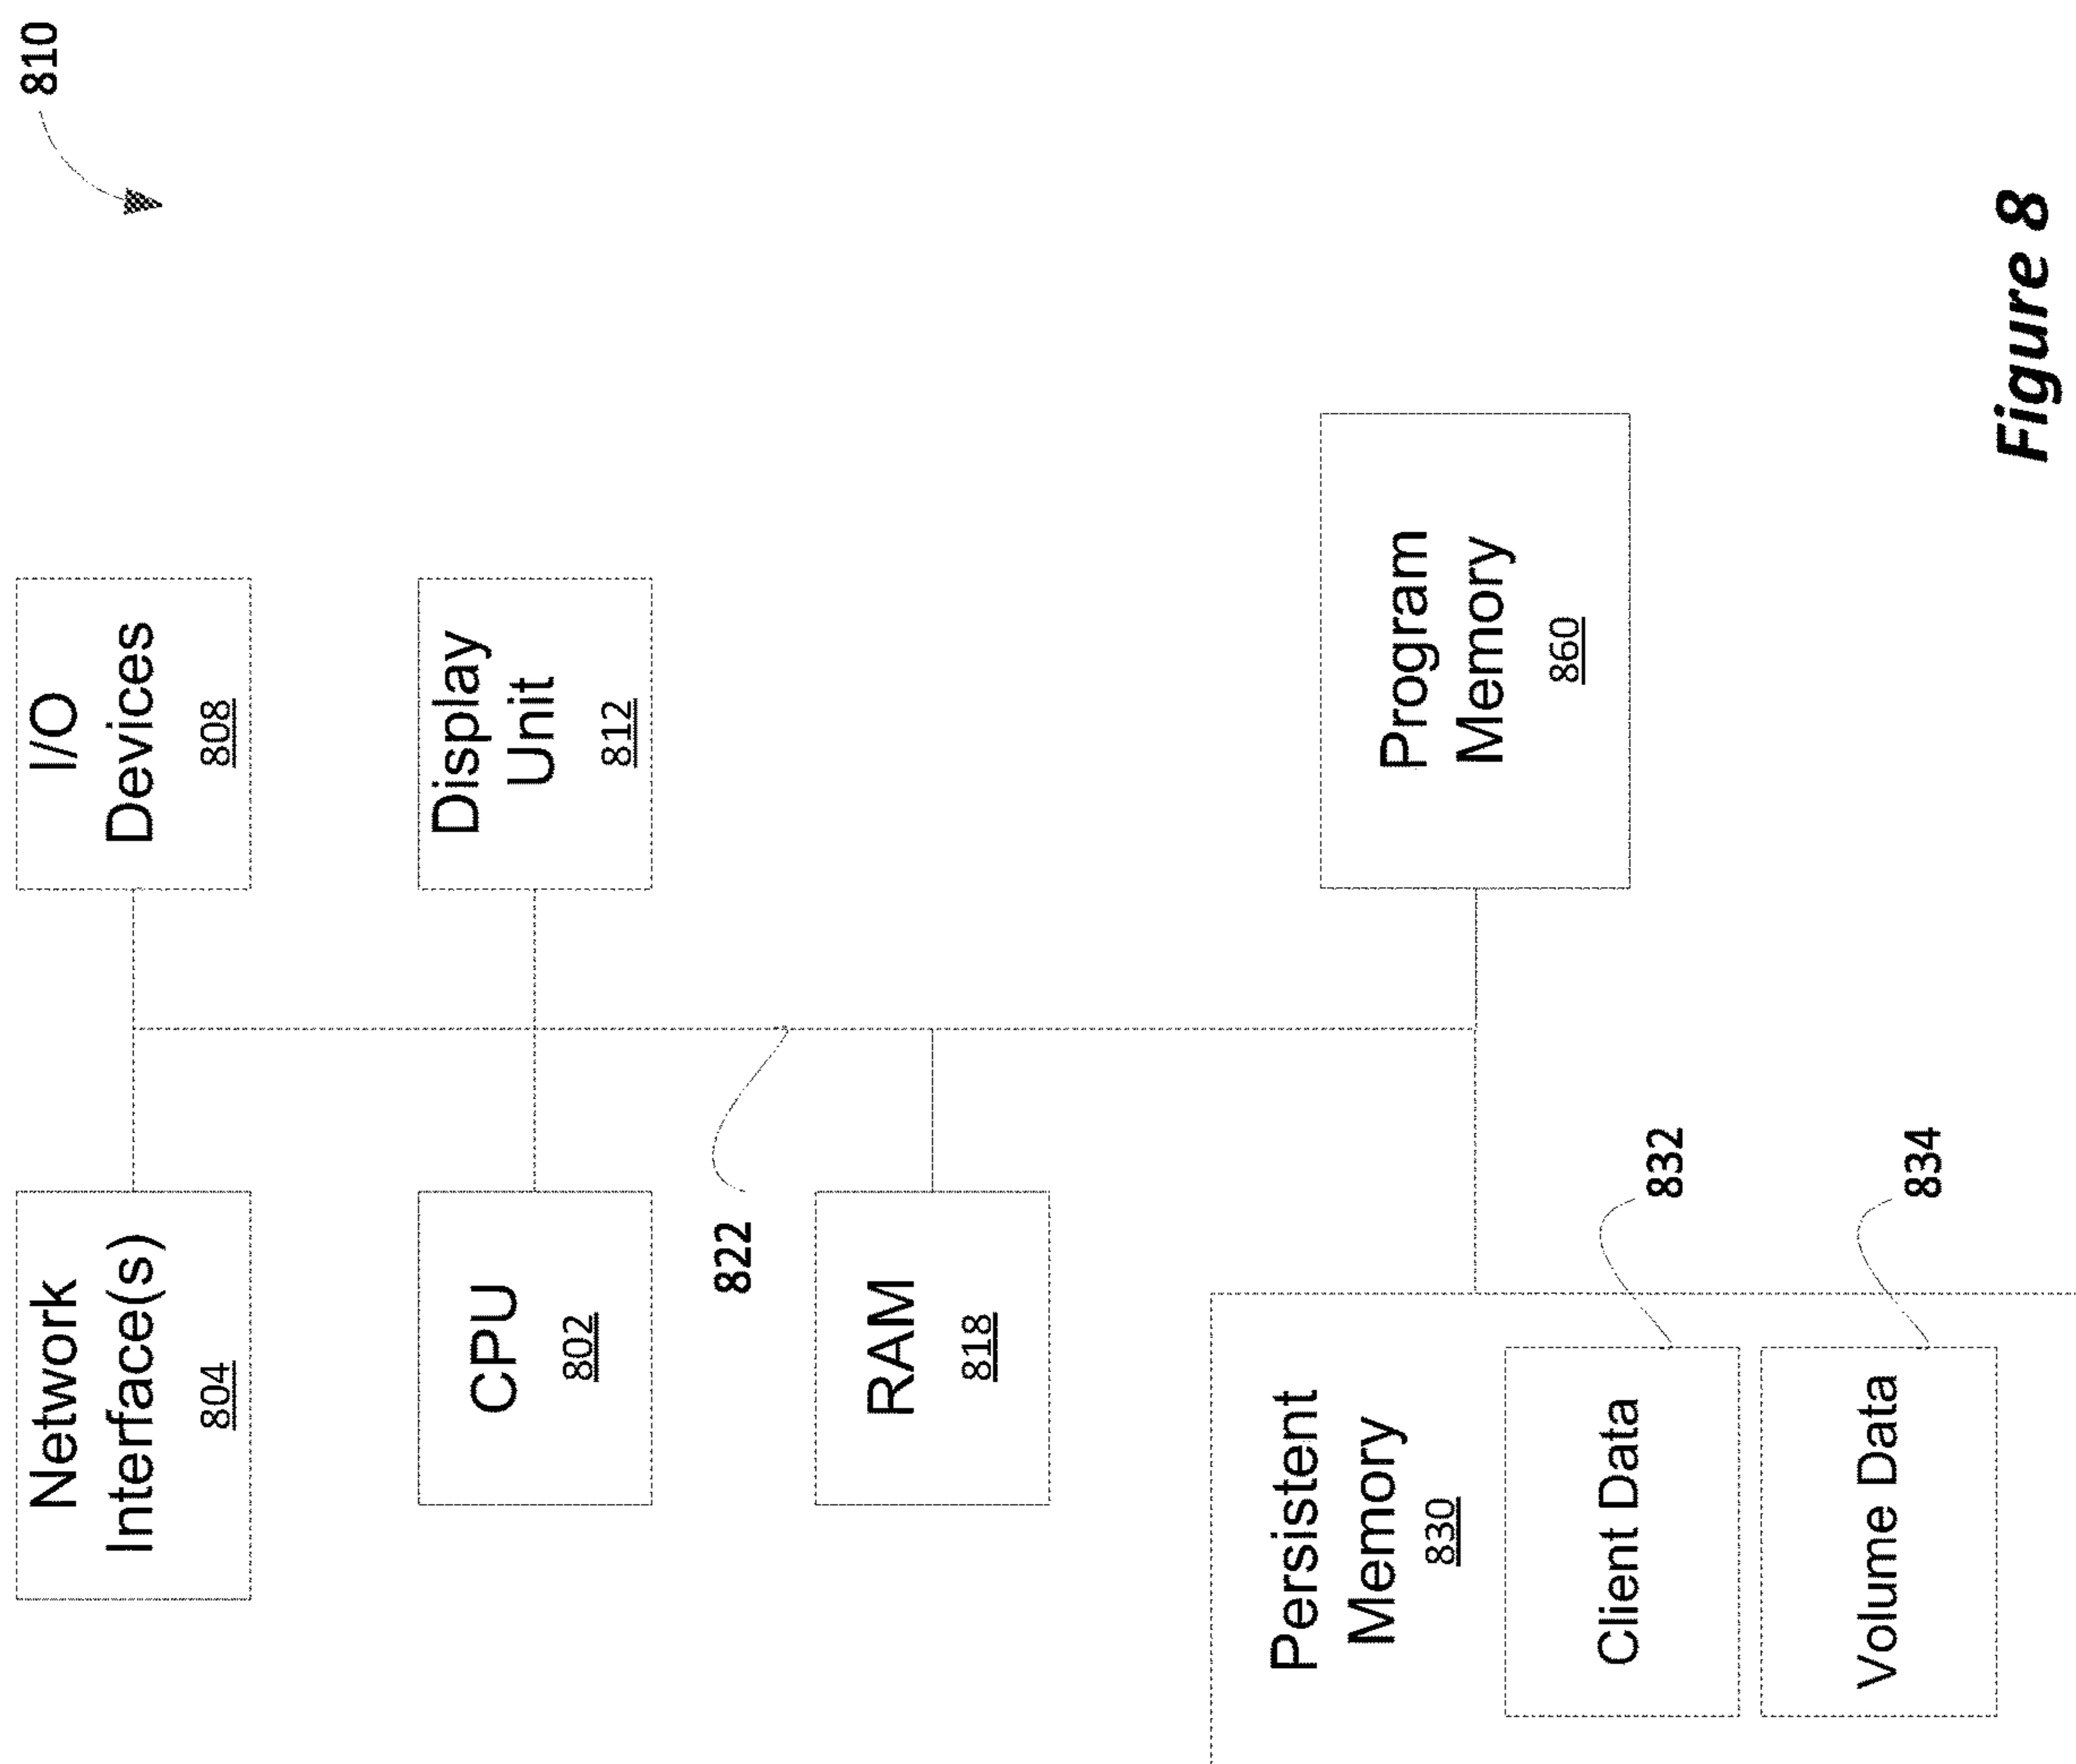 810
Network
Interface(s)
804
I/O
Devices
808
CPU
802
Display
Unit
812
822
RAM
818
Persistent
Memory
830
Program
Memory
860
Client Data
832
Volume Data
834
Figure 8